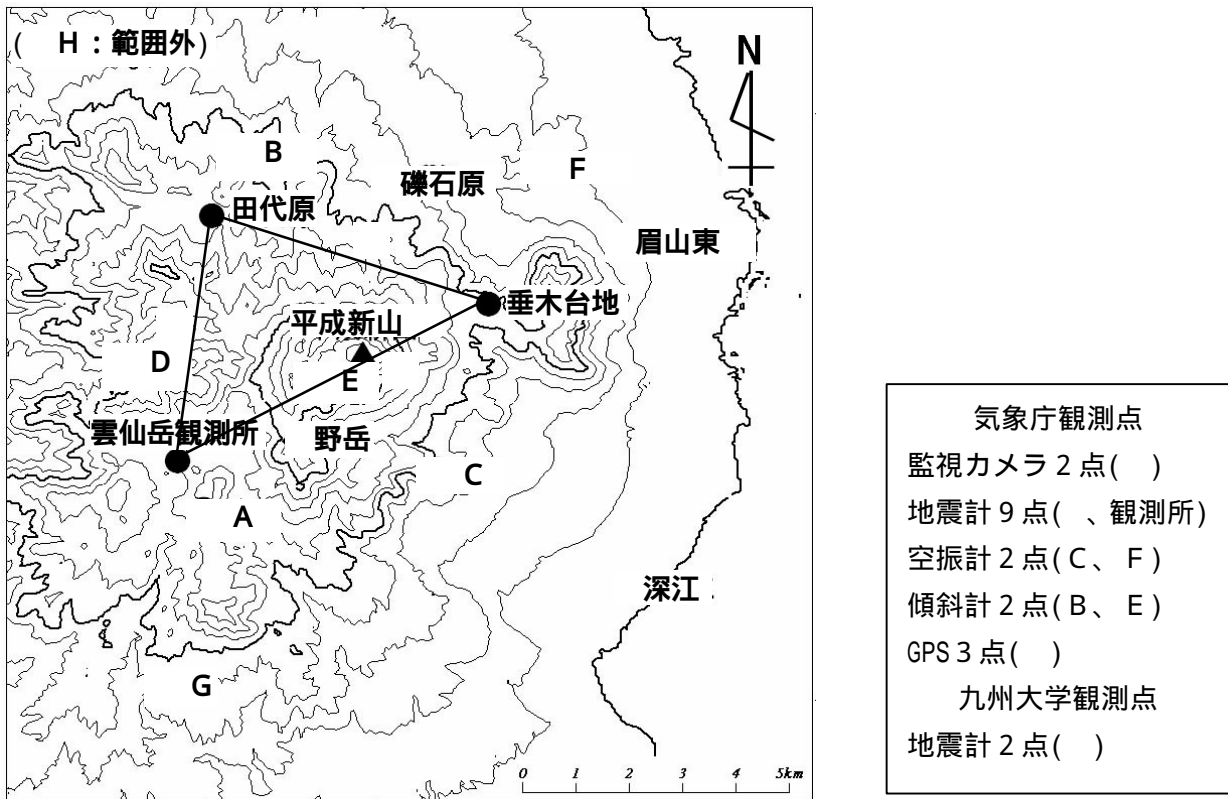 (　H：範囲外)
N
B
F
礫石原
田代原
眉山東
垂木台地
平成新山
D
E
雲仙岳観測所
野岳
C
A
深江
G
0 1 2 3 4 5km
気象庁観測点
監視カメラ２点(　)
地震計９点(　、観測所)
空振計２点(C、F)
傾斜計２点(B、E)
GPS３点(　)
九州大学観測点
地震計２点(　)